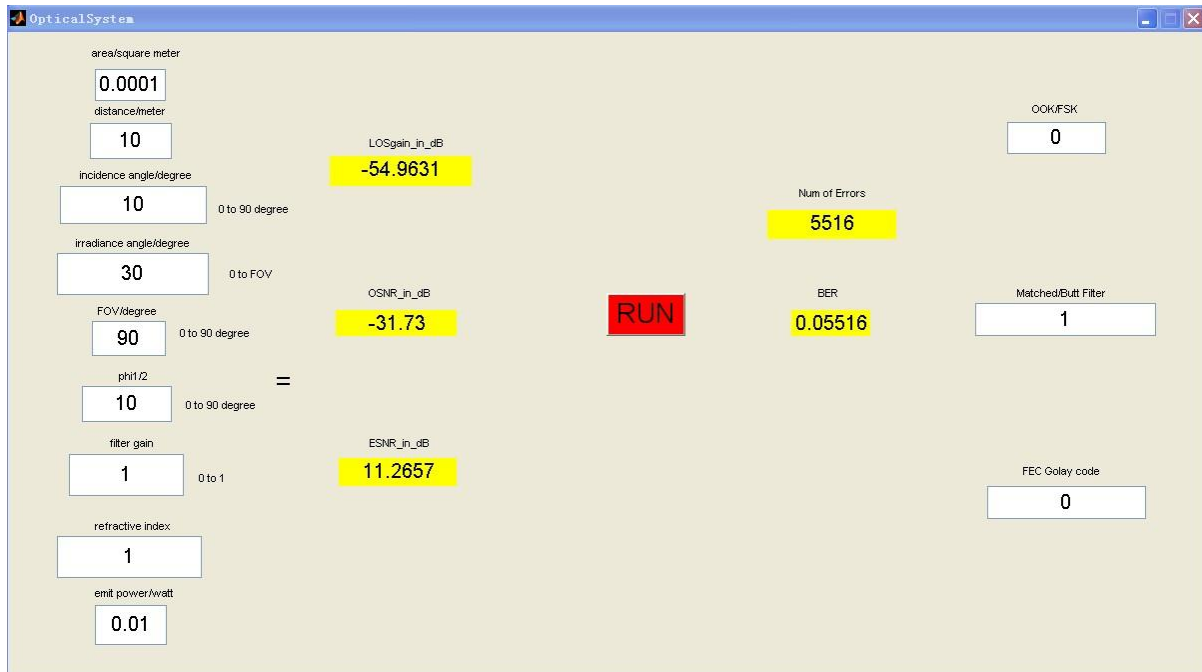 OpticalSystem
area/square meter
0.0001
distance/meter
10
incidence angle/degree
10
0 to 90 degree
irradiance angle/degree
30
0 to FOV
FOV/degree
90
0 to 90 degree
phi1/2
10
0 to 90 degree
filter gain
1
0 to 1
refractive index
1
emit power/watt
0.01
=
LOSgain_in_dB
-54.9631
OSNR_in_dB
-31.73
ESNR_in_dB
11.2657
RUN
Num of Errors
5516
BER
0.05516
OOK/FSK
0
Matched/Butt Filter
1
FEC Golay code
0